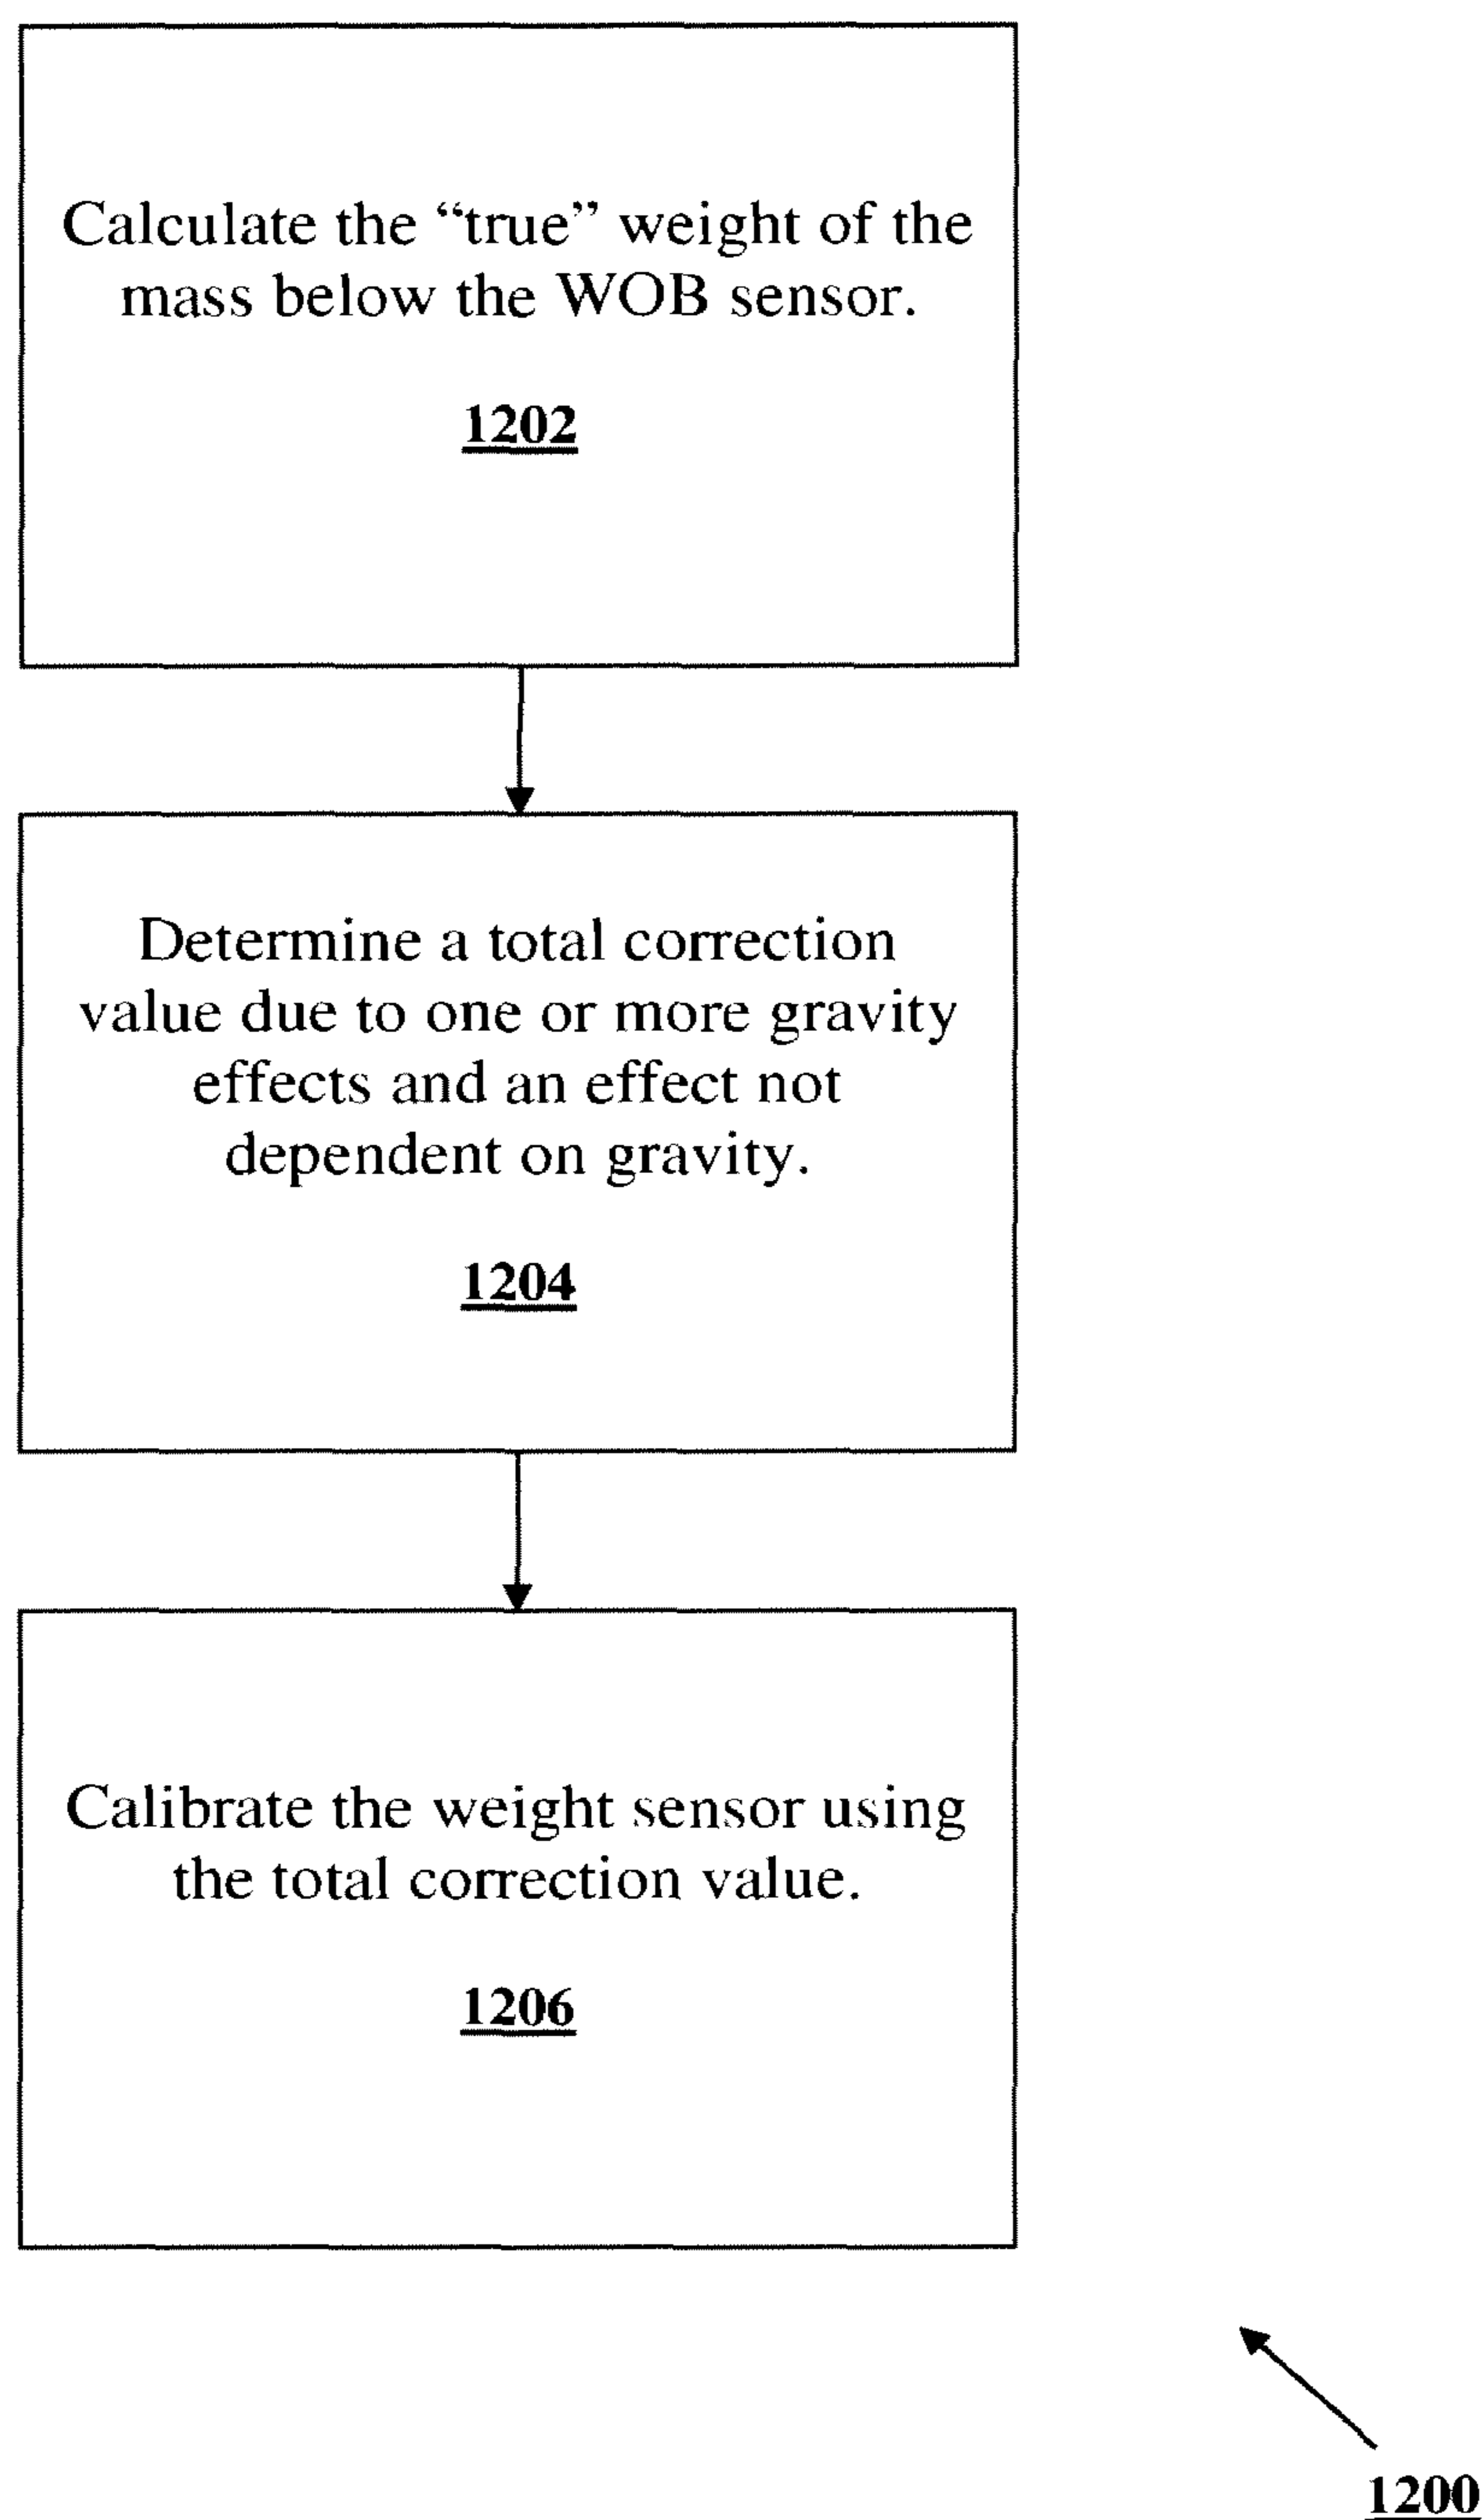 Calculate the “true” weight of the
mass below the WOB sensor.
1202
Determine a total correction
value due to one or more gravity
effects and an effect not
dependent on gravity.
1204
Calibrate the weight sensor using
the total correction value.
1206
1200